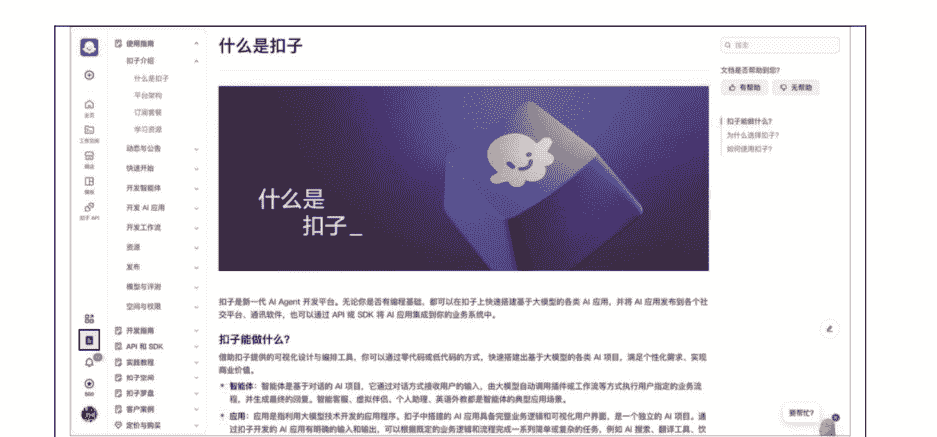 什么是扣子
搜索
使用指南
扣子介绍
什么是扣子
平台架构
订阅套餐
学习资源
动态与公告
快速开始
开发智能体
开发 AI 应用
开发工作流
资源
发布
模型与评测
空间与权限
开发指南
API 和 SDK
实践教程
扣子空间
扣子罗盘
客户案例
定价与购买
主页
工作空间
商店
模板
扣子 API
什么是
扣子_
扣子是新一代 AI Agent 开发平台。无论你是否有编程基础，都可以在扣子上快速搭建基于大模型的各类 AI 应用，并将 AI 应用发布到各个社
交平台、通讯软件，也可以通过 API 或 SDK 将 AI 应用集成到你的业务系统中。
扣子能做什么?
借助扣子提供的可视化设计与编排工具，你可以通过零代码或低代码的方式，快速搭建出基于大模型的各类 AI 项目，满足个性化需求、实现
商业价值。
• 智能体：智能体是基于对话的 AI 项目，它通过对话方式接收用户的输入，由大模型自动调用插件或工作流等方式执行用户指定的业务流
程，并生成最终的回复。智能客服、虚拟伴侣、个人助理、英语外教都是智能体的典型应用场景。
• 应用：应用是指利用大模型技术开发的应用程序。扣子中搭建的 AI 应用具备完整业务逻辑和可视化用户界面，是一个独立的 AI 项目。通
过扣子开发的 AI 应用有明确的输入和输出，可以根据既定的业务逻辑和流程完成一系列简单或复杂的任务，例如 AI 搜索、翻译工具、饮
文档是否帮助到您?
有帮助
无帮助
扣子能做什么?
为什么选择扣子?
如何使用扣子?
要帮忙?